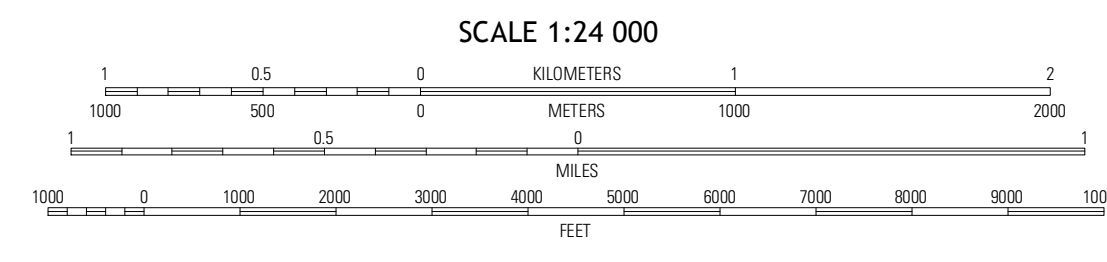 SCALE 1:24 000
1 0.5 0 KILOMETERS 1 2
1000 500 0 METERS 1000 2000
1 0.5 0 1
MILES
1000 0 1000 2000 3000 4000 5000 6000 7000 8000 9000 100
FEET